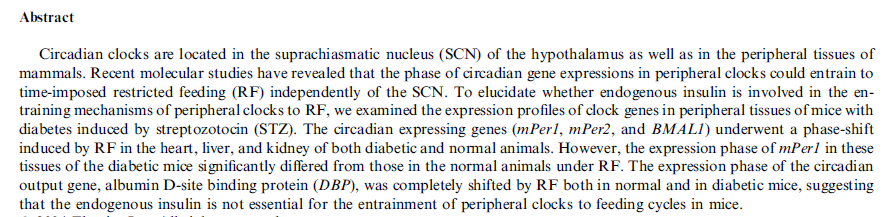 Abstract
Circadian clocks are located in the suprachiasmatic nucleus (SCN) of the hypothalamus as well as in the peripheral tissues of
mammals. Recent molecular studies have revealed that the phase of circadian gene expressions in peripheral clocks could entrain to
time-imposed restricted feeding (RF) independently of the SCN. To elucidate whether endogenous insulin is involved in the en-
training mechanisms of peripheral clocks to RF, we examined the expression profiles of clock genes in peripheral tissues of mice with
diabetes induced by streptozotocin (STZ). The circadian expressing genes (mPer1, mPer2, and BMAL1) underwent a phase-shift
induced by RF in the heart, liver, and kidney of both diabetic and normal animals. However, the expression phase of mPer1 in these
tissues of the diabetic mice significantly differed from those in the normal animals under RF. The expression phase of the circadian
output gene, albumin D-site binding protein (DBP), was completely shifted by RF both in normal and in diabetic mice, suggesting
that the endogenous insulin is not essential for the entrainment of peripheral clocks to feeding cycles in mice.